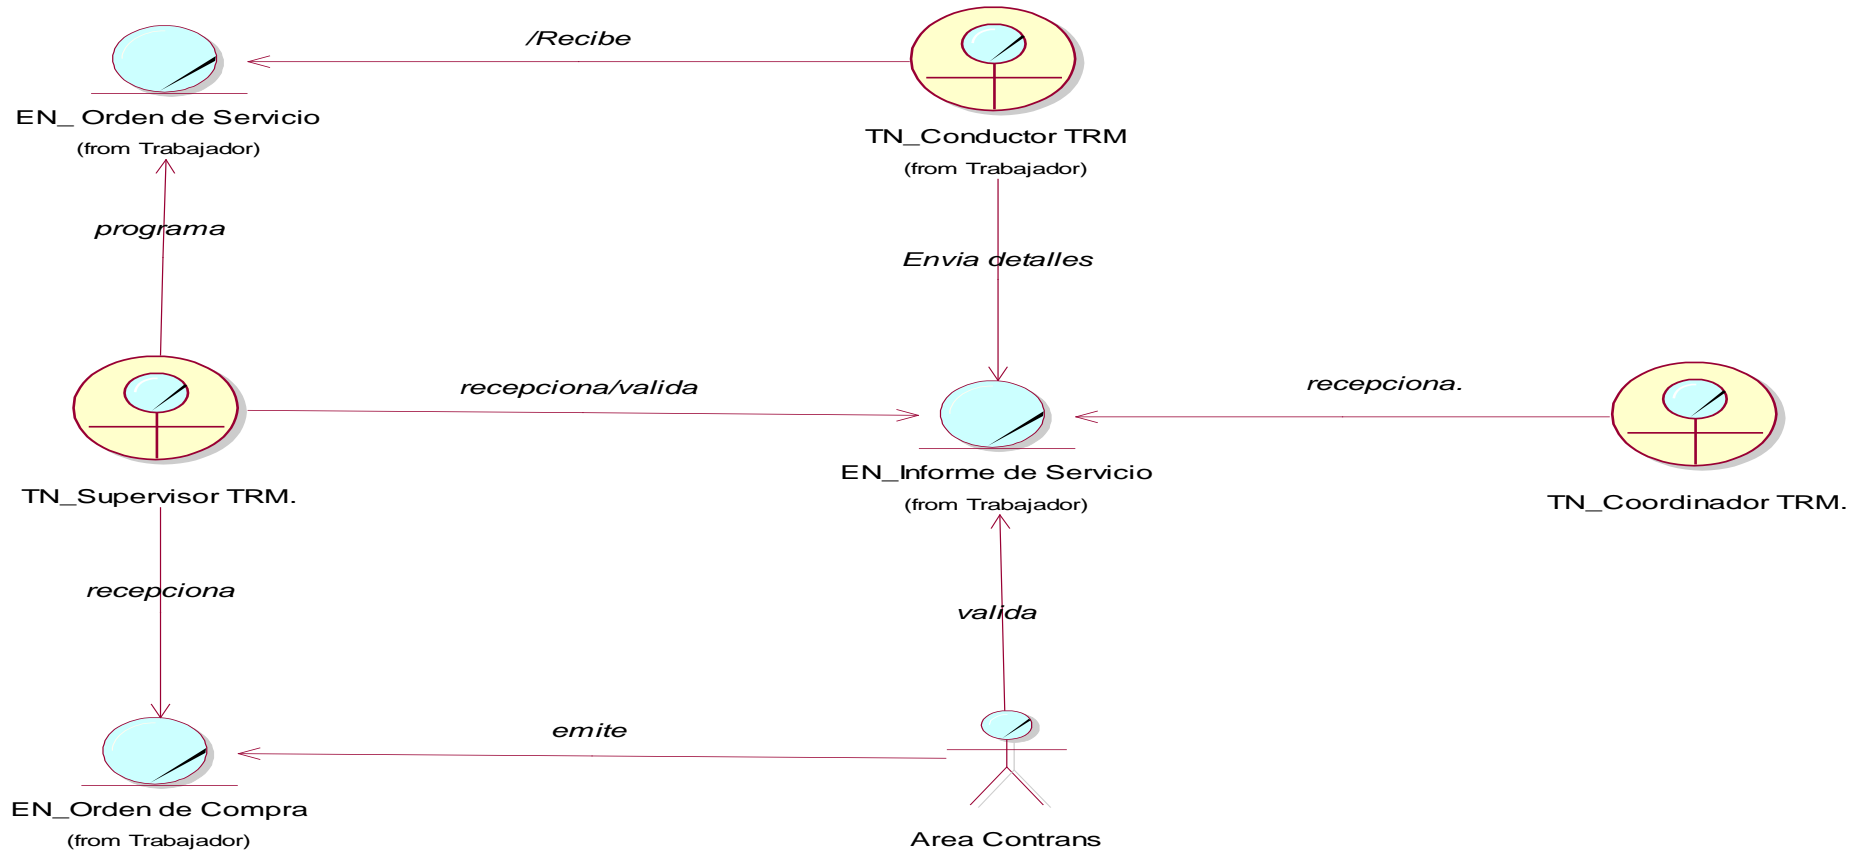 /Recibe
EN_ Orden de Servicio
(from Trabajador)
TN_Conductor TRM
(from Trabajador)
programa
Envia detalles
recepciona/valida
recepciona.
EN_Informe de Servicio
(from Trabajador)
TN_Supervisor TRM.
TN_Coordinador TRM.
recepciona
valida
emite
EN_Orden de Compra
(from Trabajador)
Area Contrans